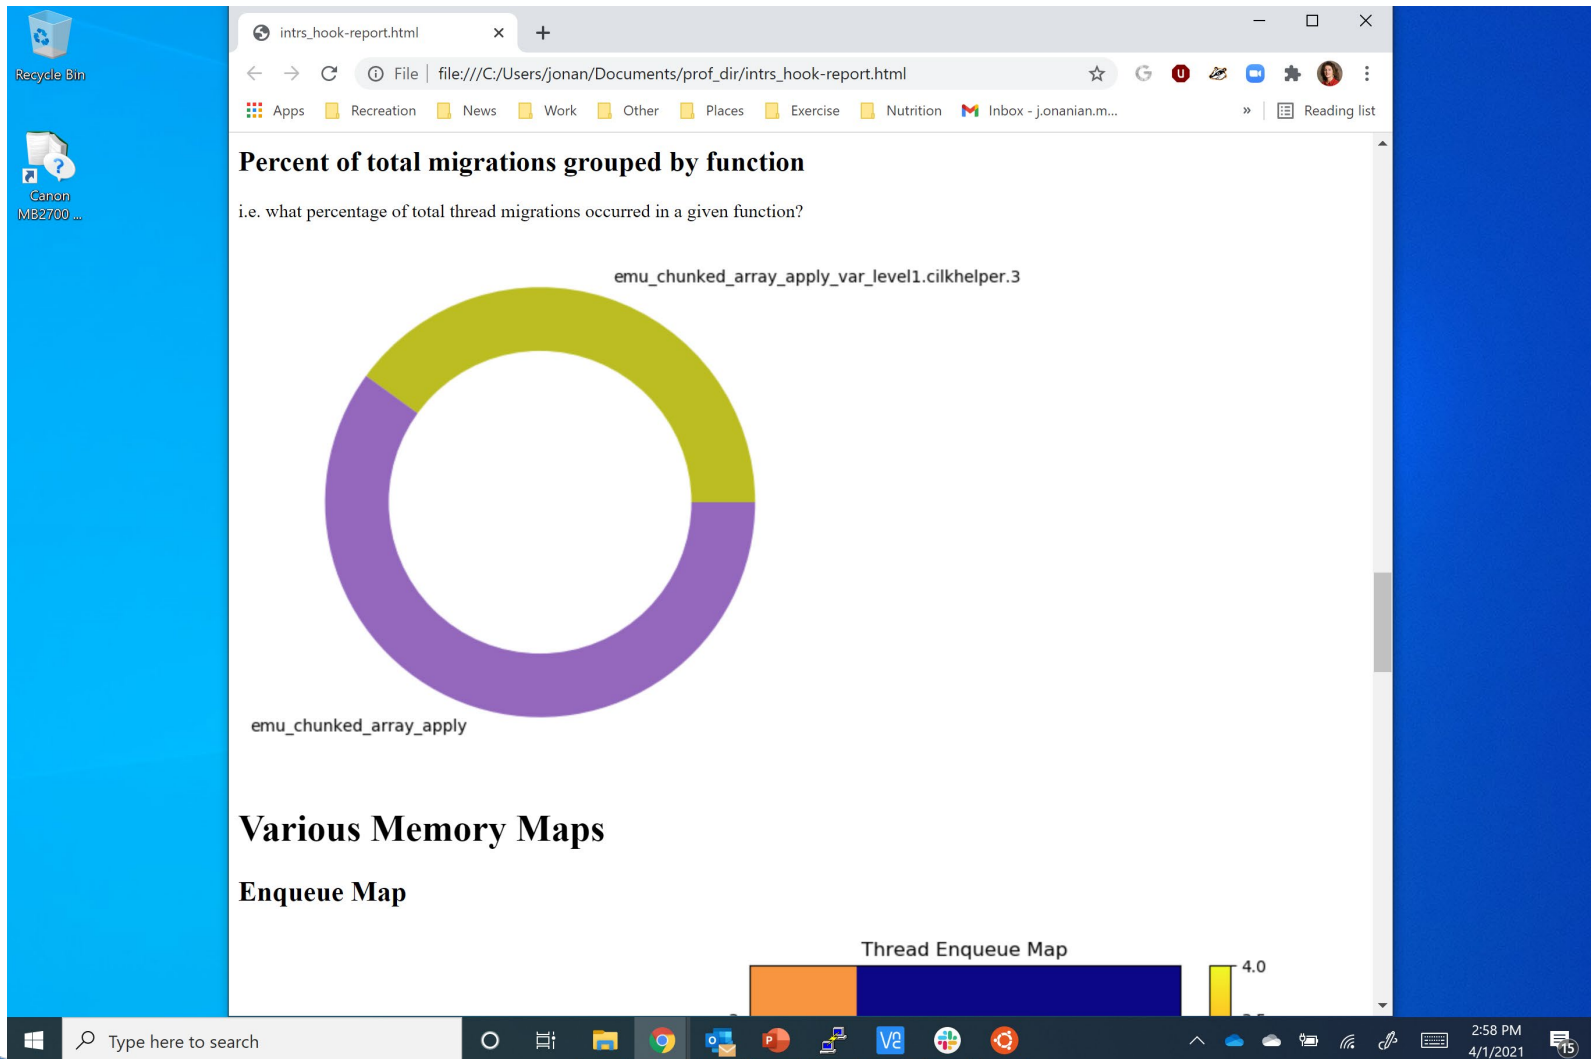 Recycle Bin
Canon
MB2700 ...
intrs_hook-report.html
File
file:///C:/Users/jonan/Documents/prof_dir/intrs_hook-report.html
Apps Recreation News Work Other Places Exercise Nutrition Inbox - j.onanian.m... » Reading list
Percent of total migrations grouped by function
i.e. what percentage of total thread migrations occurred in a given function?
emu_chunked_array_apply_var_level1.cilkhelper.3
emu_chunked_array_apply
Various Memory Maps
Enqueue Map
Thread Enqueue Map
4.0
Type here to search
2:58 PM
4/1/2021
15